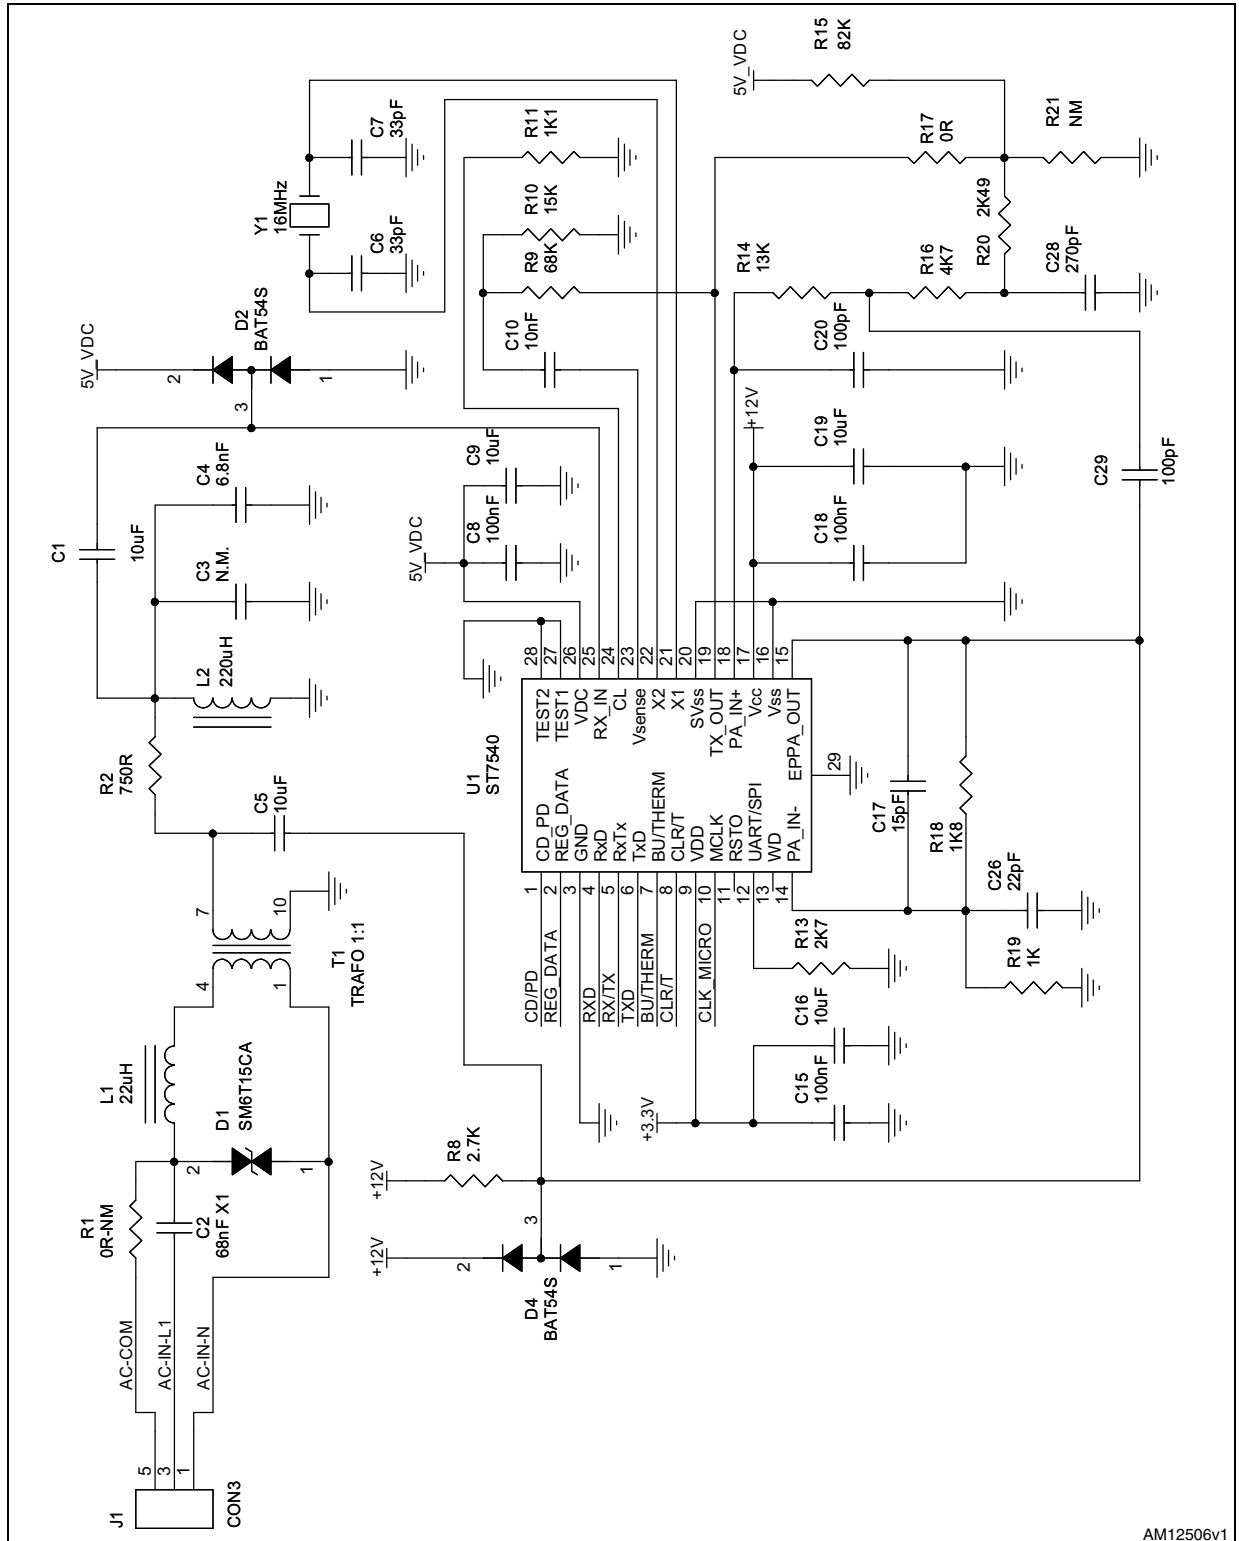 R15
82K
5V_VDC
C7
33pF
R11
1K1
R17
0R
R21
NM
Y1
16MHz
R10
15K
C6
33pF
R9
68K
R14
13K
R16
4K7
R20
2K49
C28
270pF
D2
BAT54S
5V_VDC
2
1
3
C10
10nF
C20
100pF
+12V
C4
6.8nF
C9
10uF
C19
10uF
C29
100pF
C1
10uF
C3
N.M.
5V_VDC
C8
100nF
C18
100nF
L2
220uH
R2
750R
C5
10uF
28
27
26
25
24
23
22
21
20
19
18
17
16
15
TEST2
TEST1
VDC
RX_IN
CL
Vsense
X2
X1
SVss
TX_OUT
PA_IN+
Vcc
Vss
PA_OUT
EP
29
U1
ST7540
CD_PD
REG_DATA
GND
RxD
RxTx
TxD
BU/THERM
CLR/T
VDD
MCLK
RSTO
UART/SPI
WD
PA_IN-
1
2
3
4
5
6
7
8
9
10
11
12
13
14
CD/PD
REG_DATA
RXD
RX/TX
TXD
BU/THERM
CLR/T
CLK_MICRO
C17
15pF
R18
1K8
C26
22pF
R13
2K7
R19
1K
C16
10uF
C15
100nF
+3.3V
7
10
4
1
T1
TRAFO 1:1
L1
22uH
D1
SM6T15CA
2
1
R8
2.7K
+12V
R1
0R-NM
C2
68nF X1
+12V
2
3
1
D4
BAT54S
AC-COM
AC-IN-L1
AC-IN-N
5
3
1
J1
CON3
AM12506v1